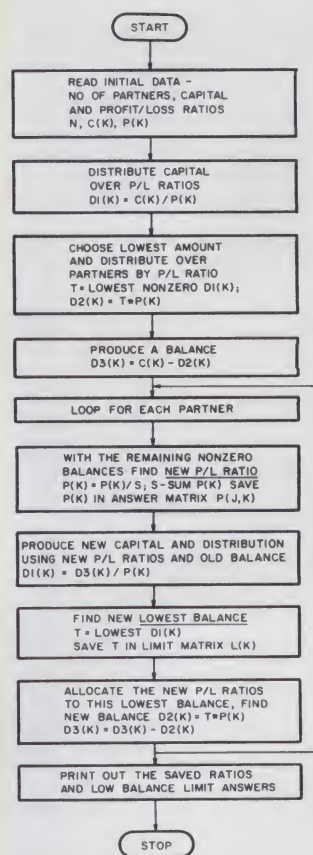 START
READ INITIAL DATA -
NO OF PARTNERS, CAPITAL
AND PROFIT/LOSS RATIOS
N, C(K), P(K)
DISTRIBUTE CAPITAL
OVER P/L RATIOS
DI(K) = C(K)/P(K)
CHOOSE LOWEST AMOUNT
AND DISTRIBUTE OVER
PARTNERS BY P/L RATIO
T=LOWEST NONZERO DI(K);
D2(K) = T*P(K)
PRODUCE A BALANCE
D3(K) = C(K) - D2(K)
LOOP FOR EACH PARTNER
WITH THE REMAINING NONZERO
BALANCES FIND NEW P/L RATIO
P(K) = P(K)/S; S-SUM P(K) SAVE
P(K) IN ANSWER MATRIX P(J,K)
PRODUCE NEW CAPITAL AND DISTRIBUTION
USING NEW P/L RATIOS AND OLD BALANCE
DI(K) = D3(K)/P(K)
FIND NEW LOWEST BALANCE
T = LOWEST DI(K)
SAVE T IN LIMIT MATRIX L(K)
ALLOCATE THE NEW P/L RATIOS
TO THIS LOWEST BALANCE, FIND
NEW BALANCE D2(K) = T*P(K)
D3(K) = D3(K) - D2(K)
PRINT OUT THE SAVED RATIOS
AND LOW BALANCE LIMIT ANSWERS
STOP